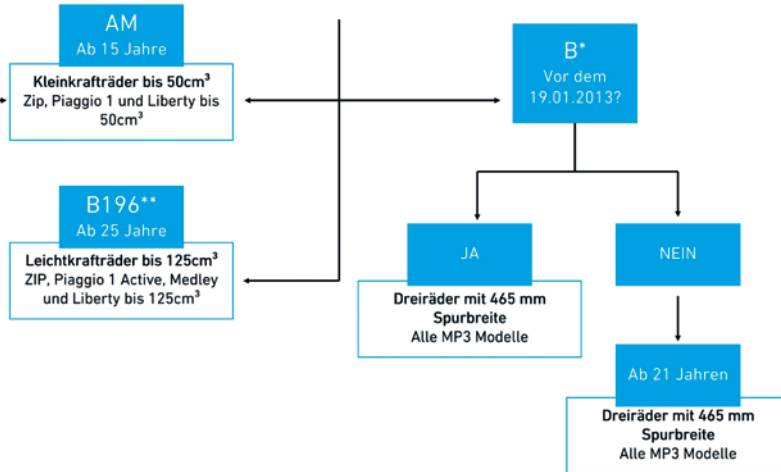 AM
Ab 15 Jahre
Kleinkrafträder bis 50cm³
Zip, Piaggio 1 und Liberty bis
50cm³
B196**
Ab 25 Jahre
Leichtkrafträder bis 125cm³
ZIP, Piaggio 1 Active, Medley
und Liberty bis 125cm³
B*
Vor dem
19.01.2013?
JA
Dreiräder mit 465 mm
Spurbreite
Alle MP3 Modelle
NEIN
Ab 21 Jahren
Dreiräder mit 465 mm
Spurbreite
Alle MP3 Modelle